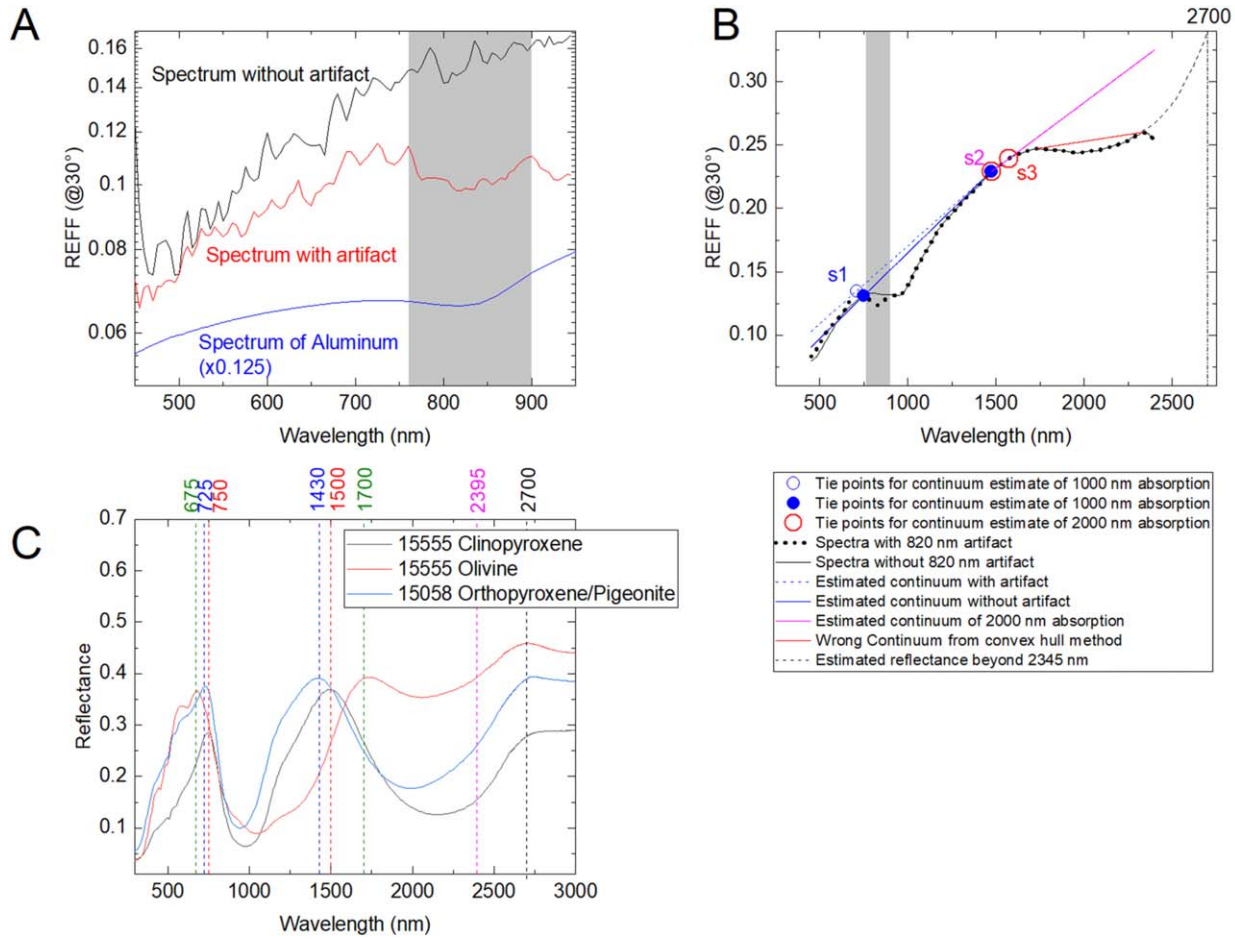 A
0.16
0.14
0.12
0.1
0.08
0.06
REFF (@30°)
Spectrum without artifact
Spectrum with artifact
Spectrum of Aluminum
(x0.125)
500
600
700
800
900
Wavelength (nm)
B
2700
0.30
0.25
0.20
0.15
0.10
REFF (@30°)
s1
s2
s3
500
1000
1500
2000
2500
Wavelength (nm)
Tie points for continuum estimate of 1000 nm absorption
Tie points for continuum estimate of 1000 nm absorption
Tie points for continuum estimate of 2000 nm absorption
Spectra with 820 nm artifact
Spectra without 820 nm artifact
Estimated continuum with artifact
Estimated continuum without artifact
Estimated continuum of 2000 nm absorption
Wrong Continuum from convex hull method
Estimated reflectance beyond 2345 nm
C
675
725
750
1430
1500
1700
2395
2700
0.7
0.6
0.5
0.4
0.3
0.2
0.1
Reflectance
15555 Clinopyroxene
15555 Olivine
15058 Orthopyroxene/Pigeonite
500
1000
1500
2000
2500
3000
Wavelength (nm)